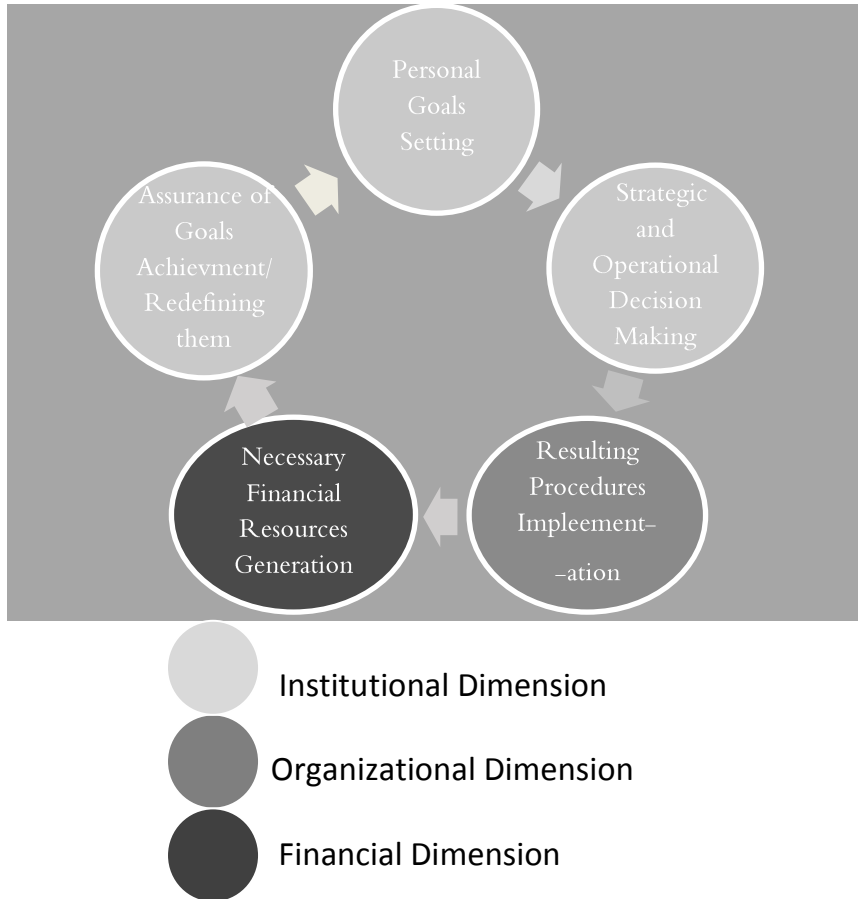 Personal
Goals
Setting
Strategic
and
Operational
Decision
Making
Resulting
Procedures
Impleement-
-ation
Necessary
Financial
Resources
Generation
Assurance of
Goals
Achievment/
Redefining
them
Institutional Dimension
Organizational Dimension
Financial Dimension